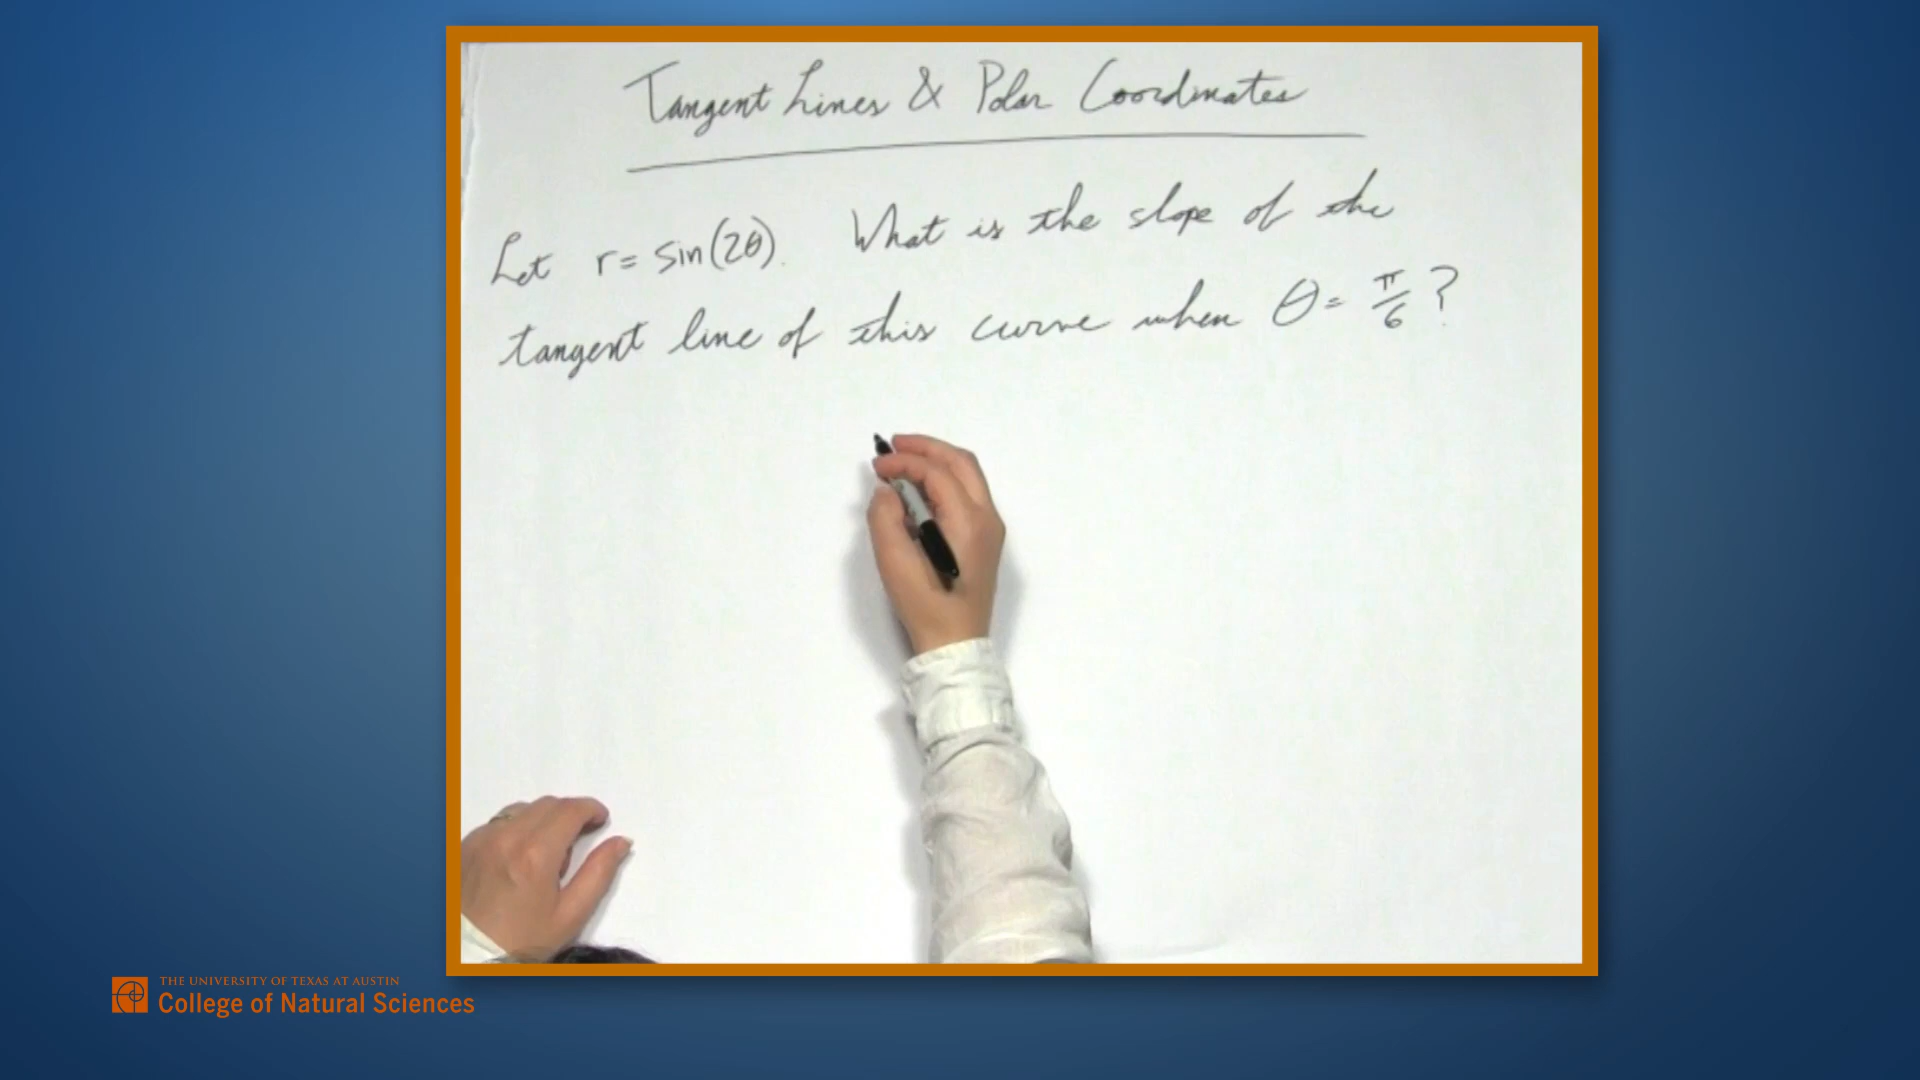 Tangent Lines & Polar Coordinates
Let r = sin(2θ). What is the slope of the
tangent line of this curve when θ = π/6 ?
THE UNIVERSITY OF TEXAS AT AUSTIN
College of Natural Sciences